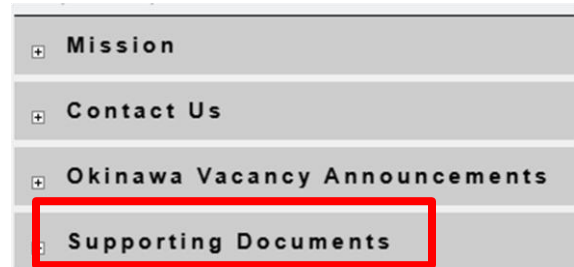 Mission
Contact Us
Okinawa Vacancy Announcements
Supporting Documents